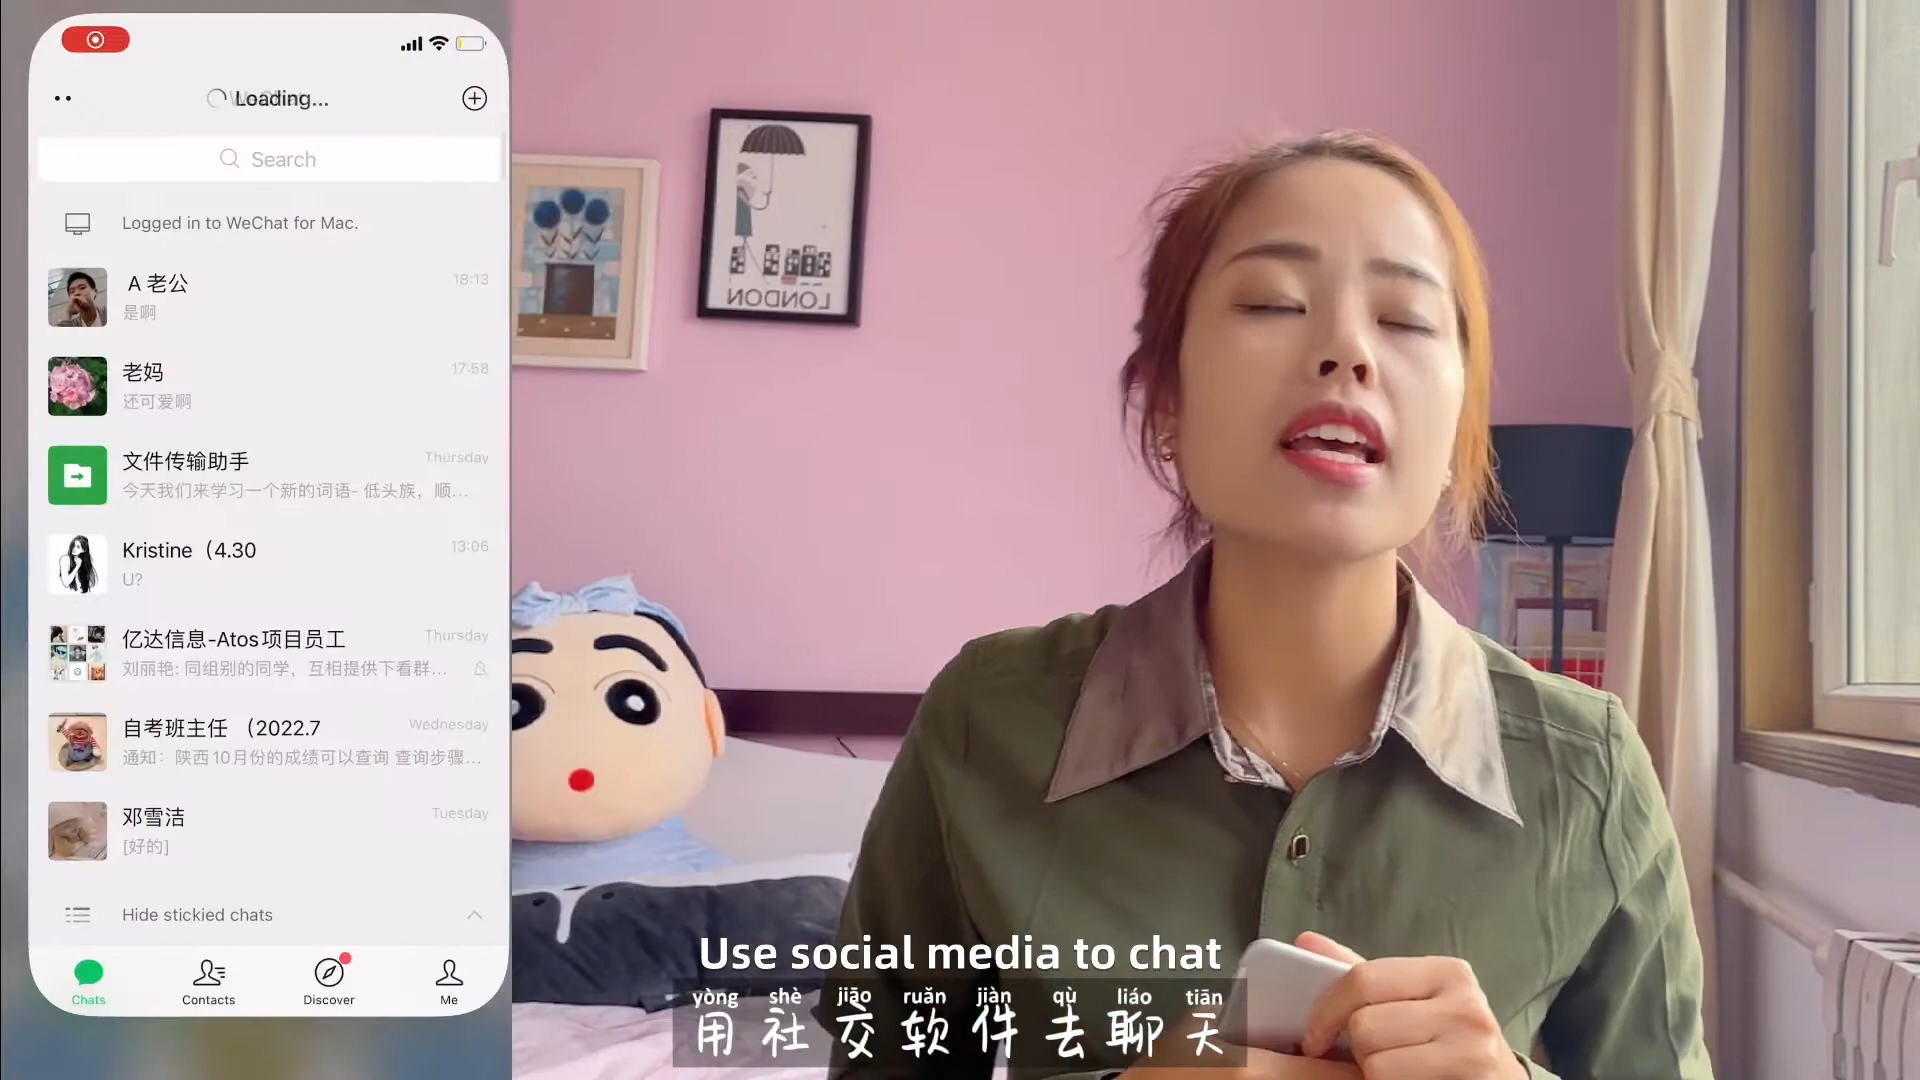 Loading...
Search
Logged in to WeChat for Mac.
A 老公
18:13
是啊
老妈
17:58
还可爱啊
文件传输助手
Thursday
今天我们来学习一个新的词语- 低头族，顺...
Kristine（4.30
13:06
U?
亿达信息-Atos项目员工
Thursday
刘丽艳: 同组别的同学，互相提供下看群...
自考班主任 （2022.7
Wednesday
通知：陕西10月份的成绩可以查询 查询步骤...
邓雪洁
Tuesday
[好的]
Hide stickied chats
Chats
Contacts
Discover
Me
LONDON
Use social media to chat
yòng shè jiāo ruǎn jiàn qù liáo tiān
用社交软件去聊天